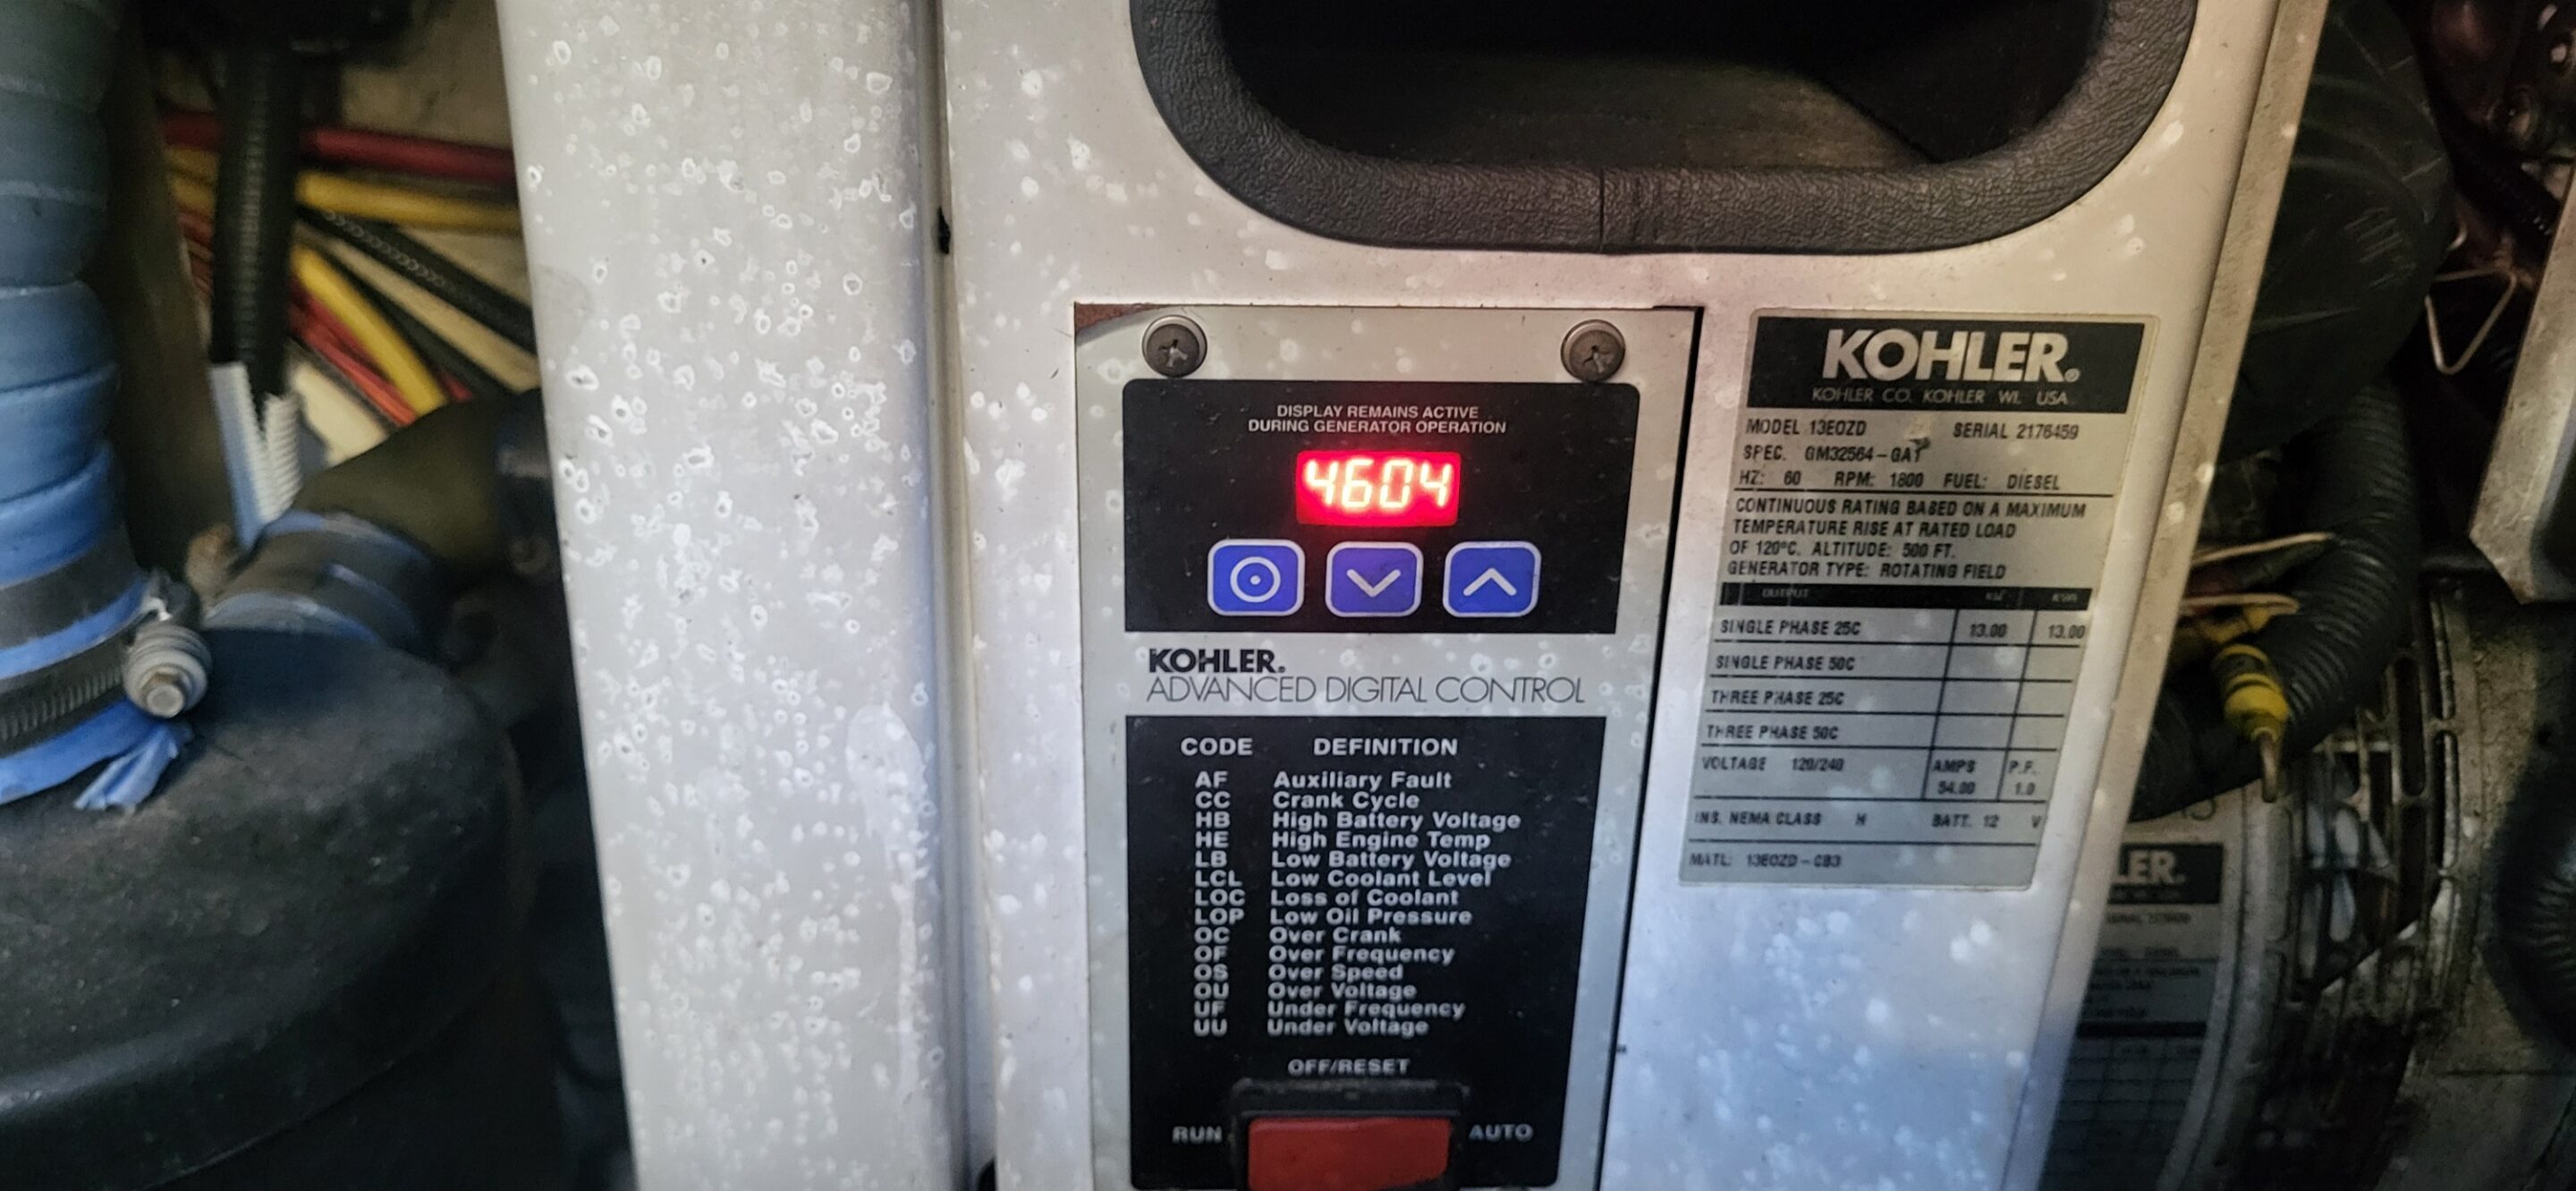 DISPLAY REMAINS ACTIVE
DURING GENERATOR OPERATION
4604
KOHLER.
ADVANCED DIGITAL CONTROL
CODE DEFINITION
AF Auxiliary Fault
CC Crank Cycle
HB High Battery Voltage
HE High Engine Temp
LB Low Battery Voltage
LCL Low Coolant Level
LOC Loss of Coolant
LOP Low Oil Pressure
OC Over Crank
OF Over Frequency
OS Over Speed
OU Over Voltage
UF Under Frequency
UU Under Voltage
OFF/RESET
RUN AUTO
KOHLER®
KOHLER CO. KOHLER WI. USA
MODEL 13EOZD SERIAL 2176459
SPEC. GM32564-GA1
HZ: 60 RPM: 1800 FUEL: DIESEL
CONTINUOUS RATING BASED ON A MAXIMUM
TEMPERATURE RISE AT RATED LOAD
OF 120°C. ALTITUDE: 500 FT.
GENERATOR TYPE: ROTATING FIELD
OUTPUT KW KVA
SINGLE PHASE 25C 13.00 13.00
SINGLE PHASE 50C
THREE PHASE 25C
THREE PHASE 50C
VOLTAGE 120/240 AMPS P.F.
54.00 1.0
INS. NEMA CLASS H BATT. 12 V
MATL: 13EOZD-CB3
LER.